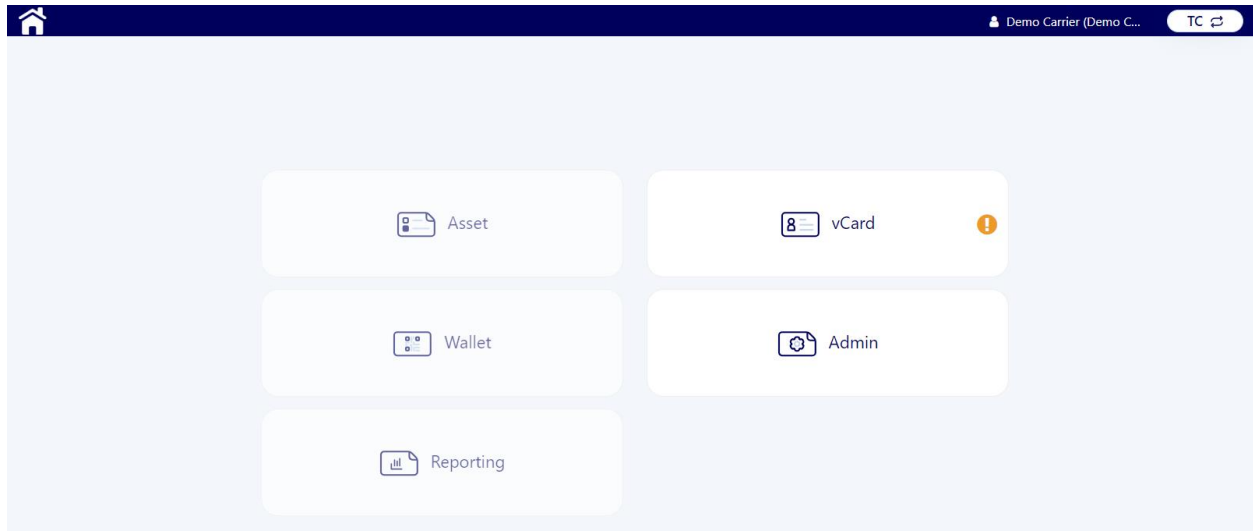 Demo Carrier (Demo C...
TC
Asset
vCard
Wallet
Admin
Reporting